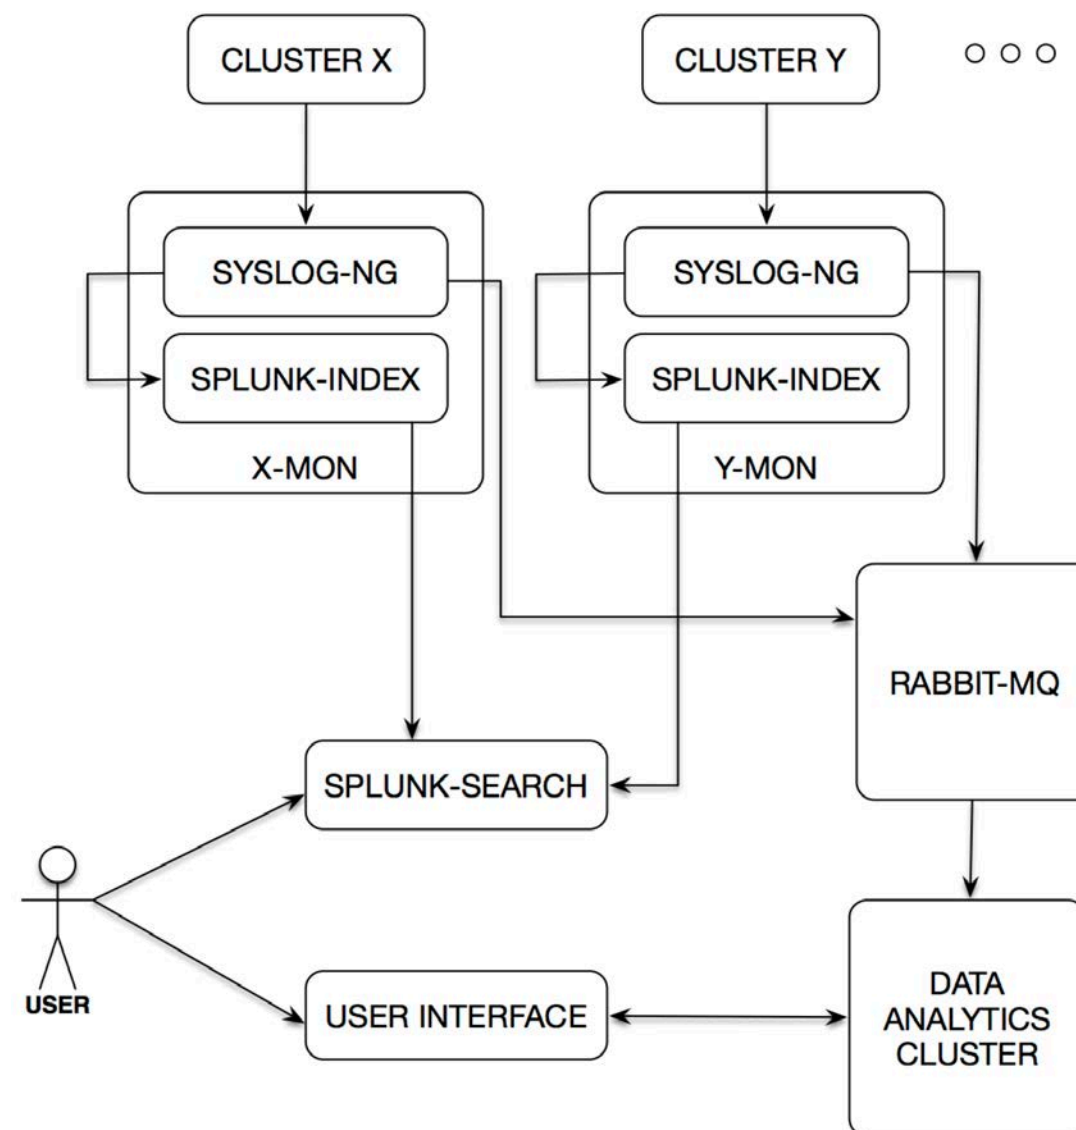 CLUSTER X
CLUSTER Y
SYSLOG-NG
SYSLOG-NG
SPLUNK-INDEX
SPLUNK-INDEX
X-MON
Y-MON
RABBIT-MQ
SPLUNK-SEARCH
USER
USER INTERFACE
DATA
ANALYTICS
CLUSTER